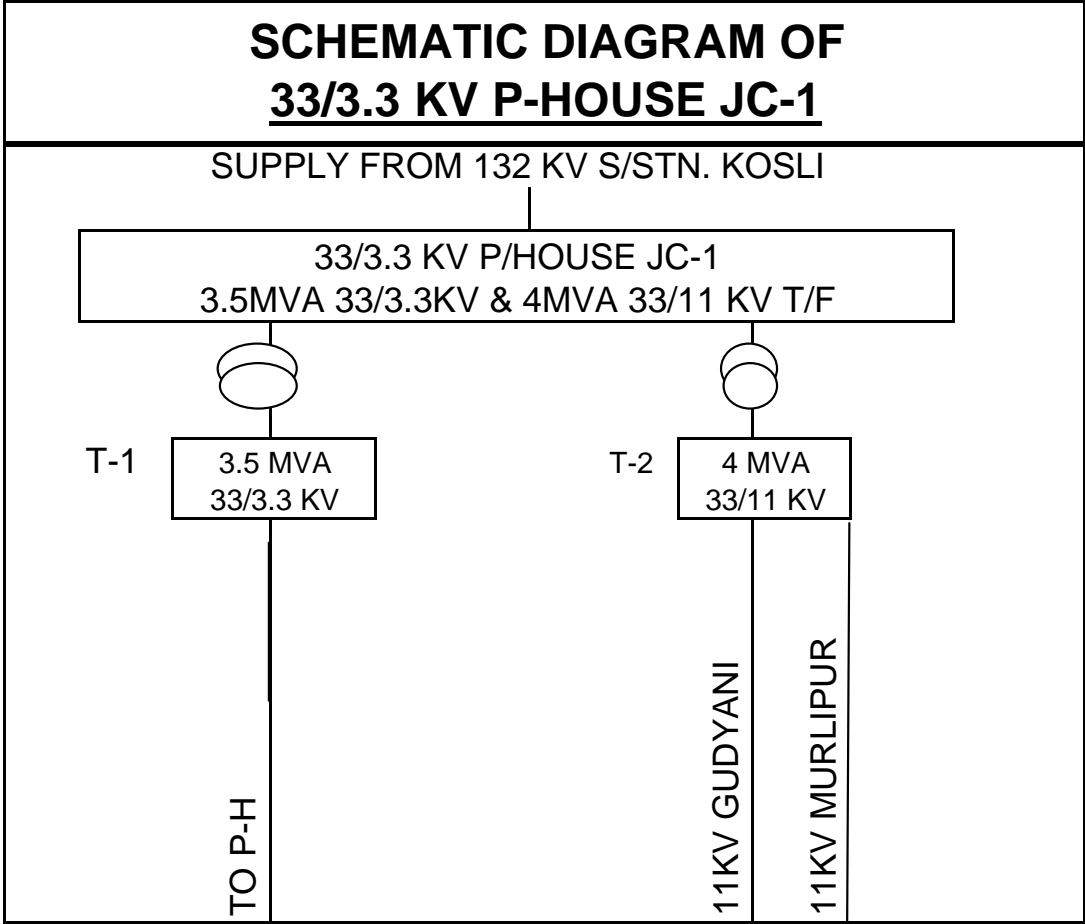 SCHEMATIC DIAGRAM OF
33/3.3 KV P-HOUSE JC-1
SUPPLY FROM 132 KV S/STN. KOSLI
33/3.3 KV P/HOUSE JC-1
3.5MVA 33/3.3KV & 4MVA 33/11 KV T/F
T-1
3.5 MVA
33/3.3 KV
T-2
4 MVA
33/11 KV
TO P-H
11KV GUDYANI
11KV MURLIPUR